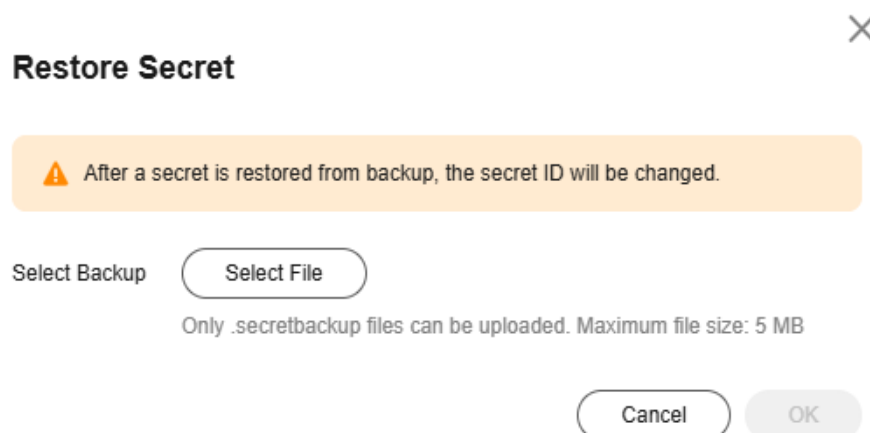 Restore Secret
After a secret is restored from backup, the secret ID will be changed.
Select Backup
Select File
Only .secretbackup files can be uploaded. Maximum file size: 5 MB
Cancel
OK